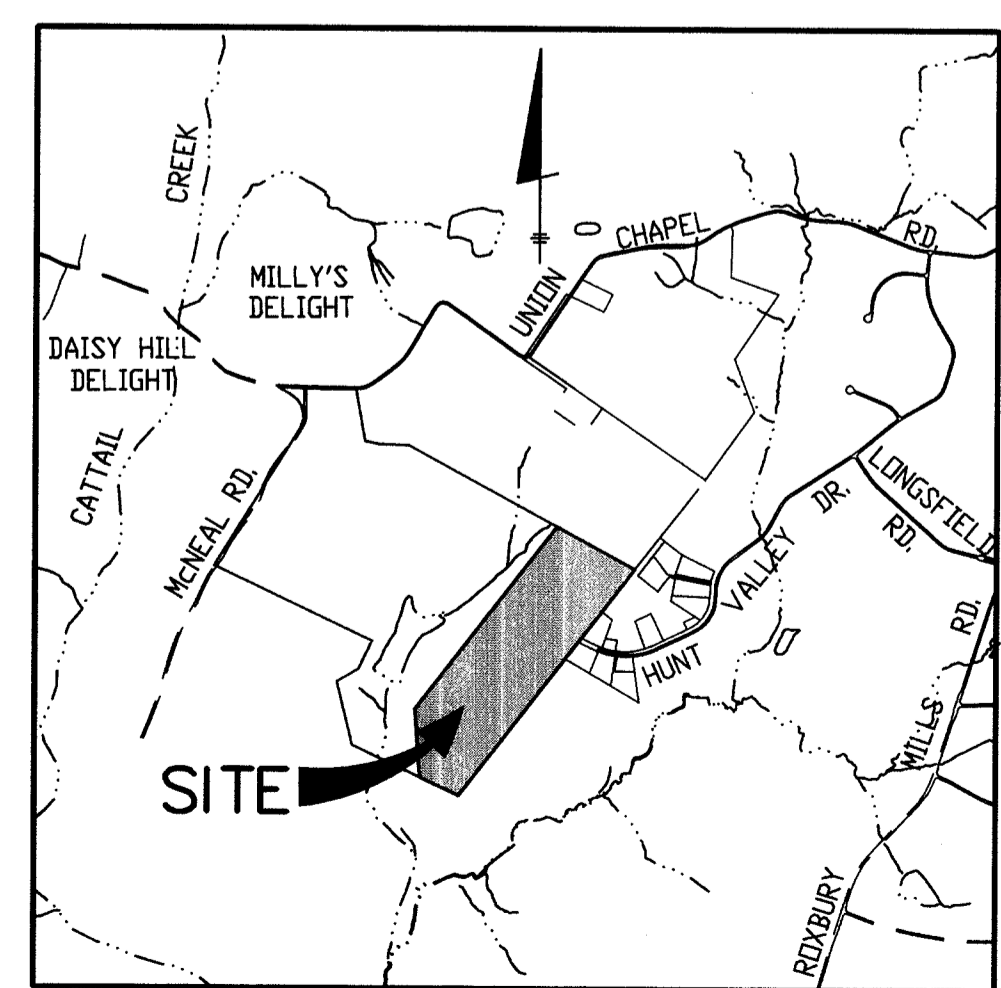 CREEK
CHAPEL
RD.
UNION
MILLY'S
DELIGHT
DAISY HILL
DELIGHT
CATTAIL
McNEAL RD.
LONGSFIELD
RD.
VALLEY DR.
HUNT
RD.
MILLS
ROXBURY
SITE